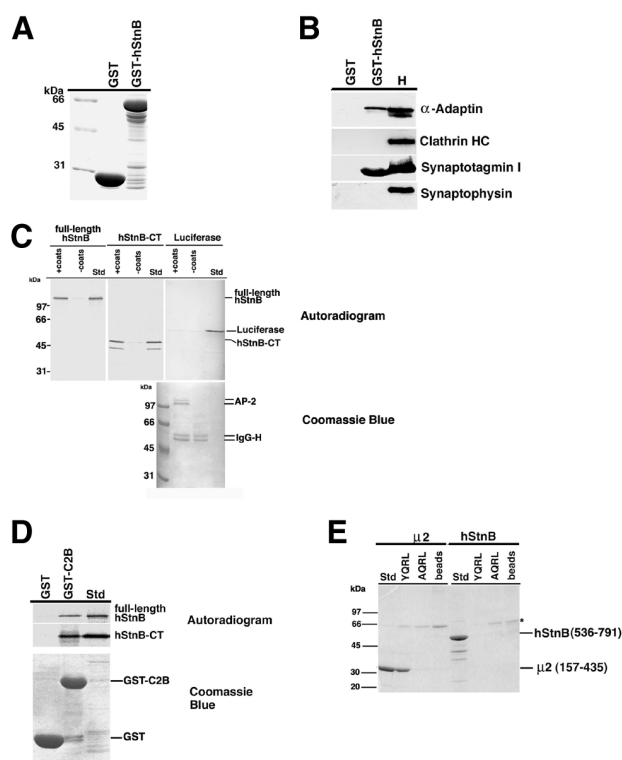 A
GST
GST-hStnB
kDa
66
45
31
B
GST
GST-hStnB
H
α-Adaptin
Clathrin HC
Synaptotagmin I
Synaptophysin
C
full-length
hStnB
hStnB-CT
Luciferase
+coats
-coats
Std
+coats
-coats
Std
+coats
-coats
Std
kDa
97
66
45
31
full-length
hStnB
Luciferase
hStnB-CT
Autoradiogram
kDa
97
66
45
31
AP-2
IgG-H
Coomassie Blue
D
GST
GST-C2B
Std
full-length
hStnB
hStnB-CT
Autoradiogram
GST-C2B
GST
Coomassie
Blue
E
μ2
hStnB
Std
YQRL
AQRL
beads
Std
YQRL
AQRL
beads
kDa
97
66
45
30
20
*
hStnB(536-791)
μ2 (157-435)